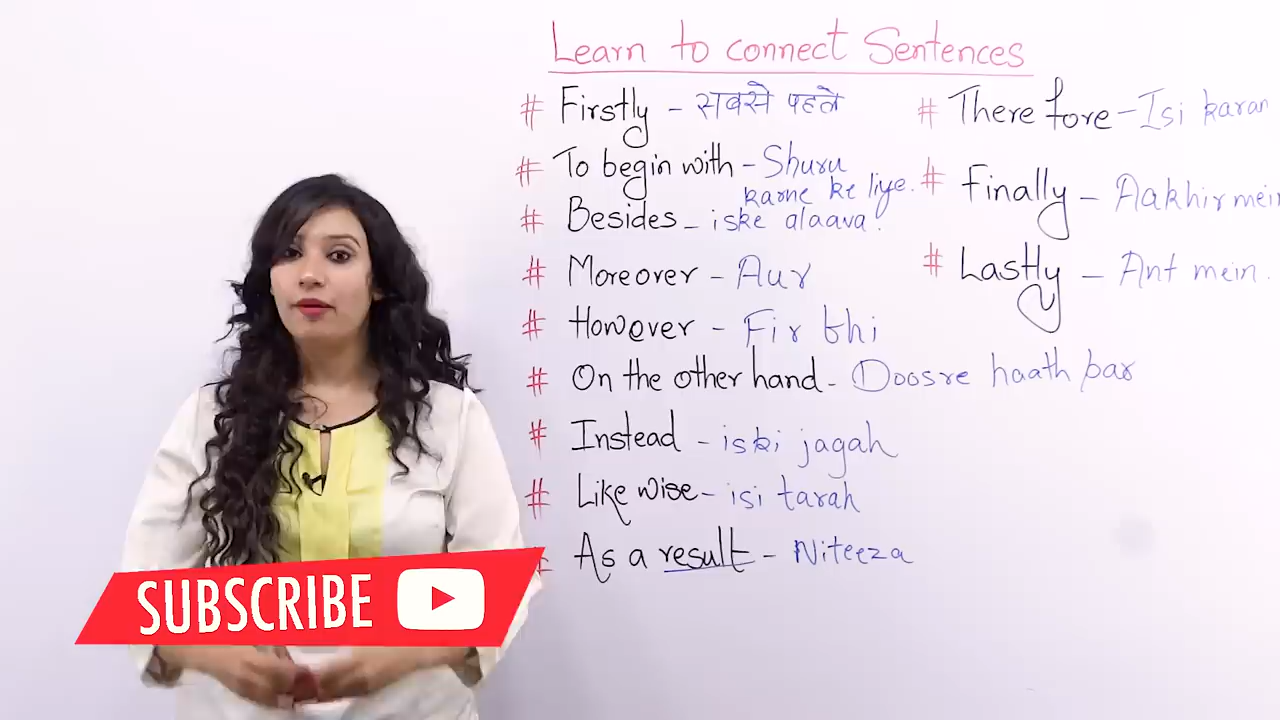 Learn to connect Sentences
# Firstly - सबसे पहले
# To begin with - Shuru
karne ke liye.
# Besides - iske alaava.
# Moreover - Aur
# However - Fir bhi
# On the other hand - Doosre haath par
# Instead - iski jagah
# Like wise - isi tarah
# As a result - Niteeza
# There fore - Isi karan
# Finally - Aakhir mein
# Lastly - Ant mein.
SUBSCRIBE